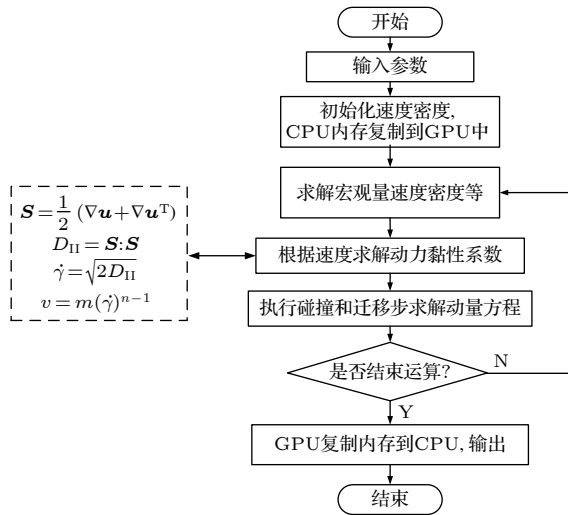 开始
输入参数
初始化速度密度,
CPU内存复制到GPU中
求解宏观量速度密度等
S=1/2 (∇u+∇uᵀ)
D_II=S:S
γ̇=√(2D_II)
v=m(γ̇)ⁿ⁻¹
根据速度求解动力黏性系数
执行碰撞和迁移步求解动量方程
是否结束运算?
N
Y
GPU复制内存到CPU, 输出
结束